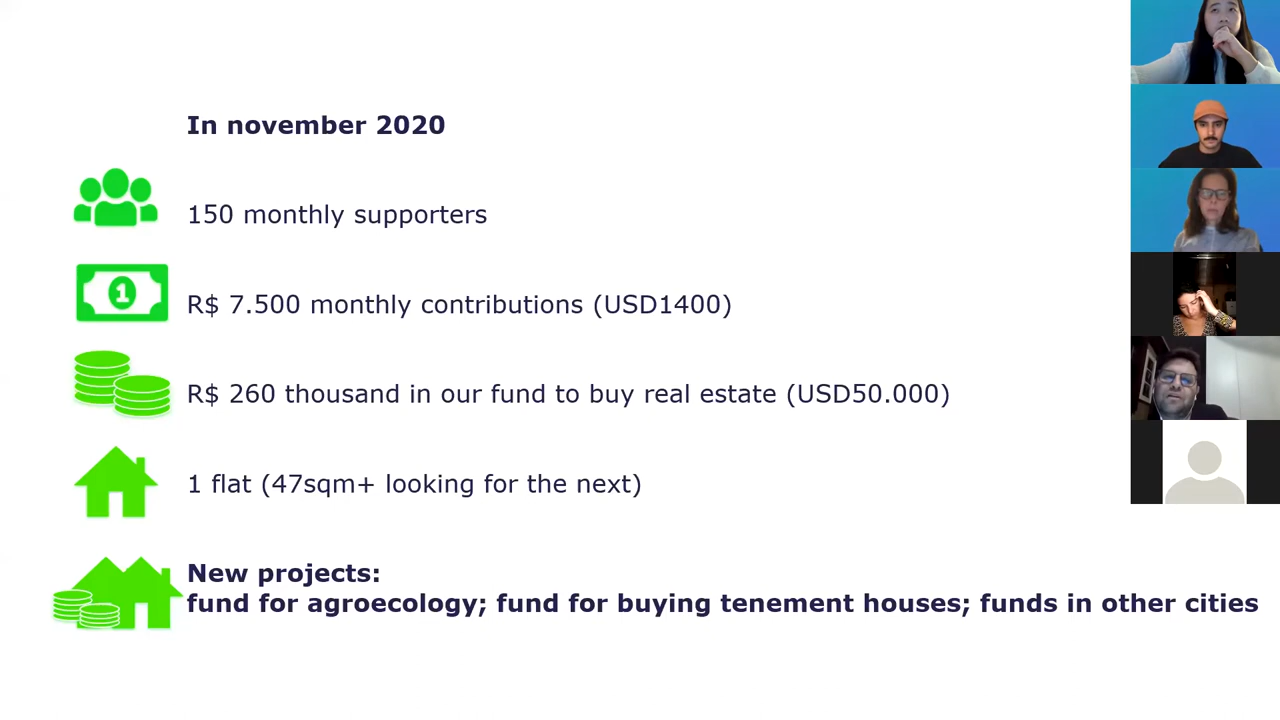 In november 2020
150 monthly supporters
1
R$ 7.500 monthly contributions (USD1400)
R$ 260 thousand in our fund to buy real estate (USD50.000)
1 flat (47sqm+ looking for the next)
New projects:
fund for agroecology; fund for buying tenement houses; funds in other cities